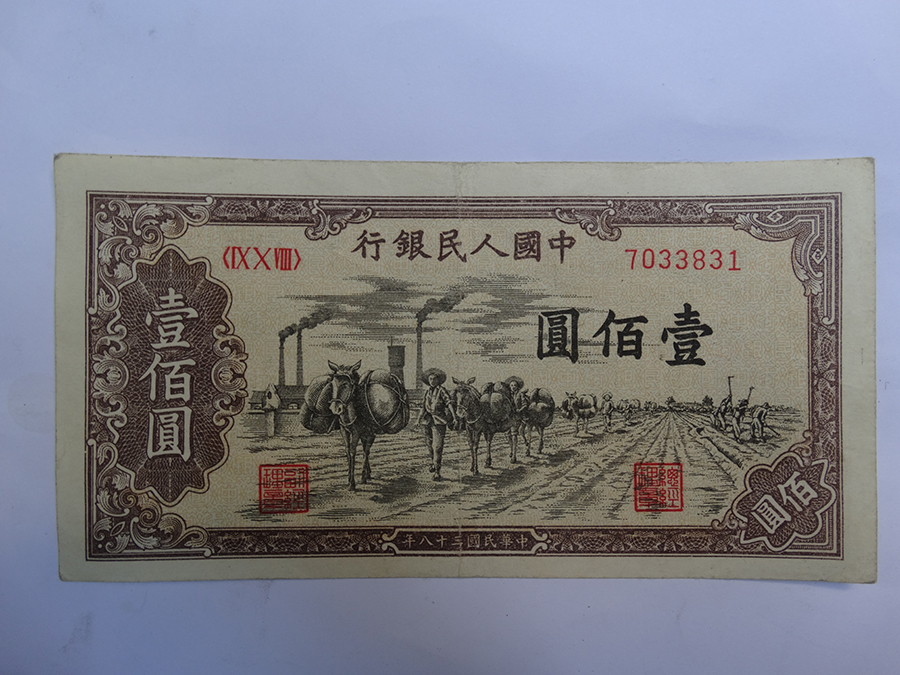 中國人民銀行
〈IX X VIII〉
7033831
壹佰圓
壹佰圓
佰圓
中華民國三十八年